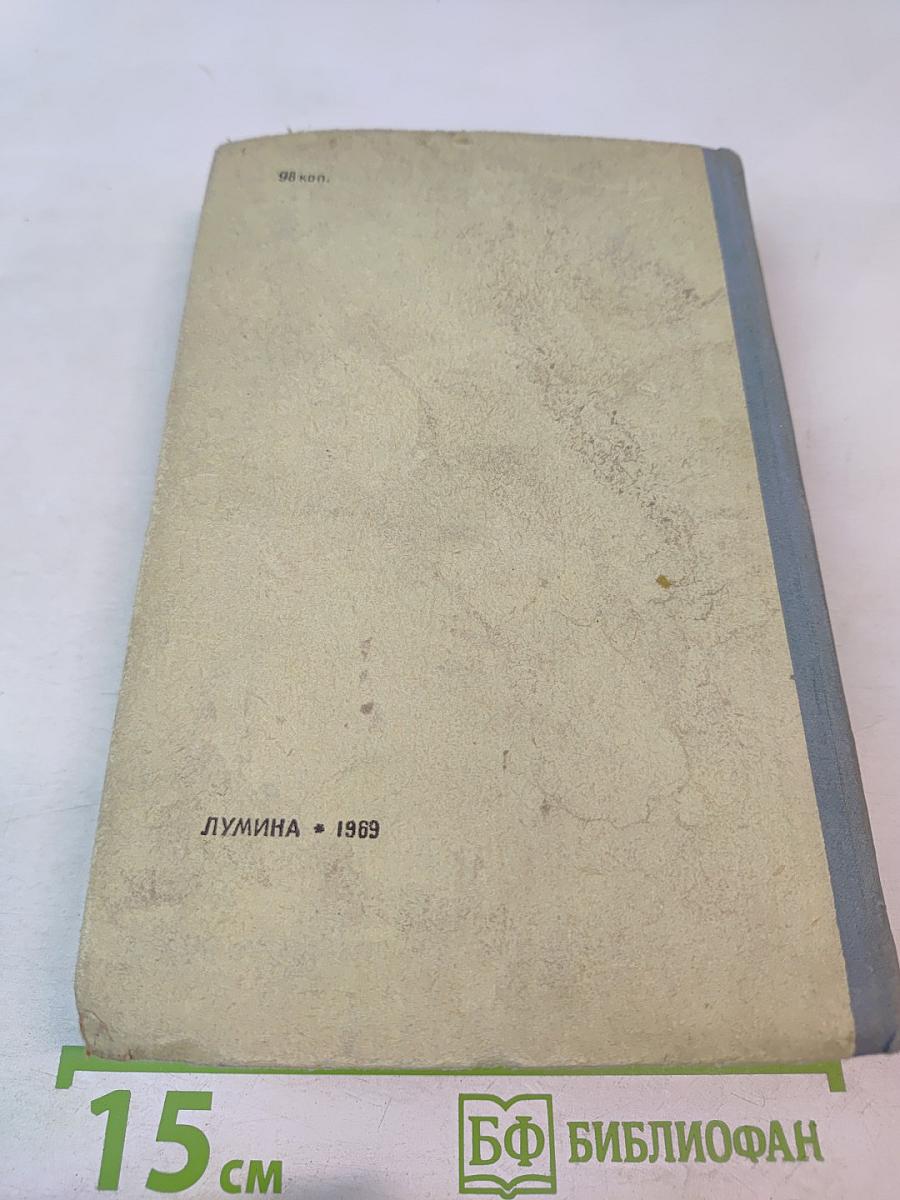 98 коп.
ЛУМИНА * 1969
15 см
БФ БИБЛИОФАН